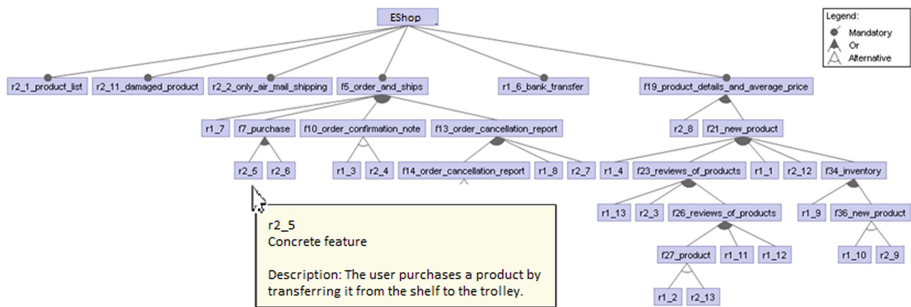 EShop
Legend:
Mandatory
Or
Alternative
r2_1_product_list r2_11_damaged_product r2_2_only_air_mail_shipping f5_order_and_ships r1_6_bank_transfer f19_product_details_and_average_price
r1_7 f7_purchase f10_order_confirmation_note f13_order_cancellation_report r2_8 f21_new_product
r2_5 r2_6 r1_3 r2_4 f14_order_cancellation_report r1_8 r2_7 r1_4 f23_reviews_of_products r1_1 r2_12 f34_inventory
r1_13 r2_3 f26_reviews_of_products r1_9 f36_new_product
f27_product r1_11 r1_12 r1_10 r2_9
r1_2 r2_13
r2_5
Concrete feature
Description: The user purchases a product by
transferring it from the shelf to the trolley.